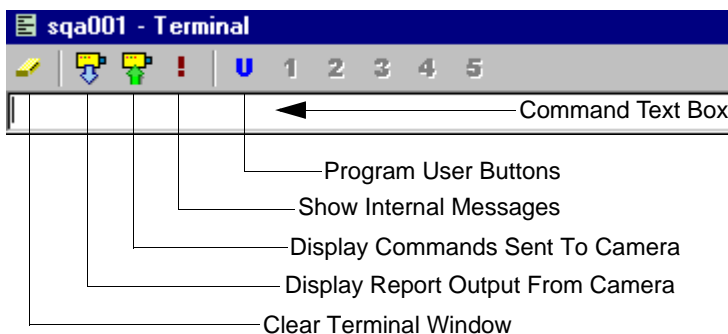 sqa001 - Terminal
! U 1 2 3 4 5
Command Text Box
Program User Buttons
Show Internal Messages
Display Commands Sent To Camera
Display Report Output From Camera
Clear Terminal Window